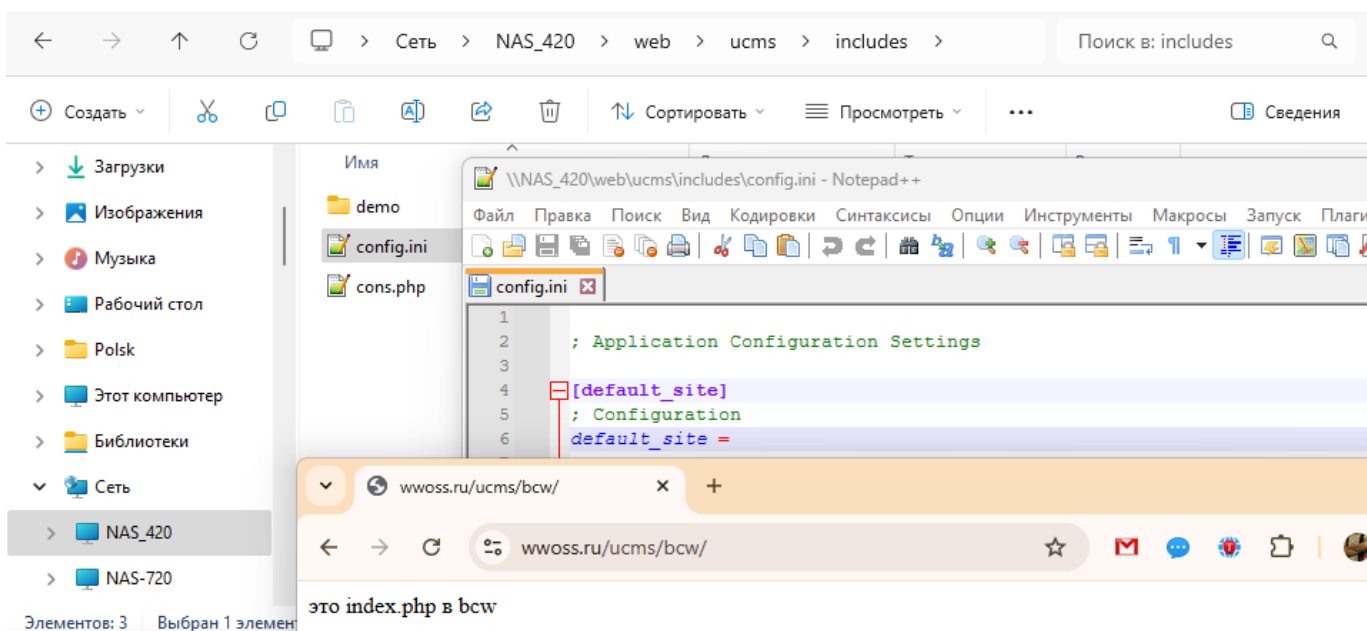 Сеть > NAS_420 > web > ucms > includes >
Поиск в: includes
Создать
Сортировать
Просмотреть
...
Сведения
Загрузки
Изображения
Музыка
Рабочий стол
Polsk
Этот компьютер
Библиотеки
Сеть
NAS_420
NAS-720
Элементов: 3
Выбран 1 элемен
Имя
demo
config.ini
cons.php
\\NAS_420\web\ucms\includes\config.ini - Notepad++
Файл Правка Поиск Вид Кодировки Синтаксисы Опции Инструменты Макросы Запуск Плаги
config.ini
1
2 ; Application Configuration Settings
3
4 [default_site]
5 ; Configuration
6 default_site =
wwoss.ru/ucms/bcw/
wwoss.ru/ucms/bcw/
это index.php в bcw